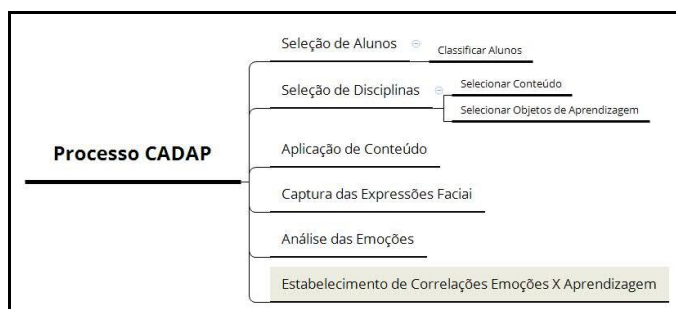 Seleção de Alunos
Classificar Alunos
Seleção de Disciplinas
Selecionar Conteúdo
Selecionar Objetos de Aprendizagem
Processo CADAP
Aplicação de Conteúdo
Captura das Expressões Faciai
Análise das Emoções
Estabelecimento de Correlações Emoções X Aprendizagem